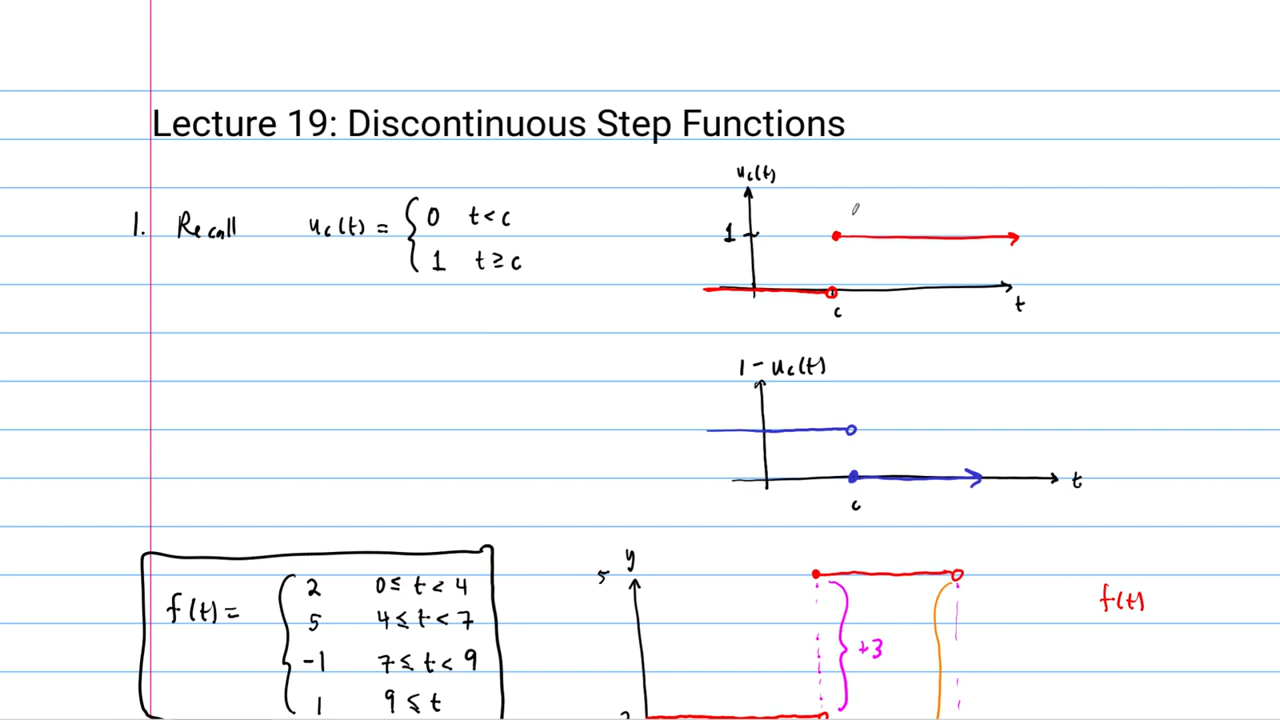 Lecture 19: Discontinuous Step Functions
1. Recall u_c(t) = { 0 t < c
1 t ≥ c
u_c(t)
1
c
t
1 - u_c(t)
t
c
f(t) = { 2 0 ≤ t < 4
5 4 ≤ t < 7
-1 7 ≤ t < 9
1 9 ≤ t
y
5
+3
f(t)